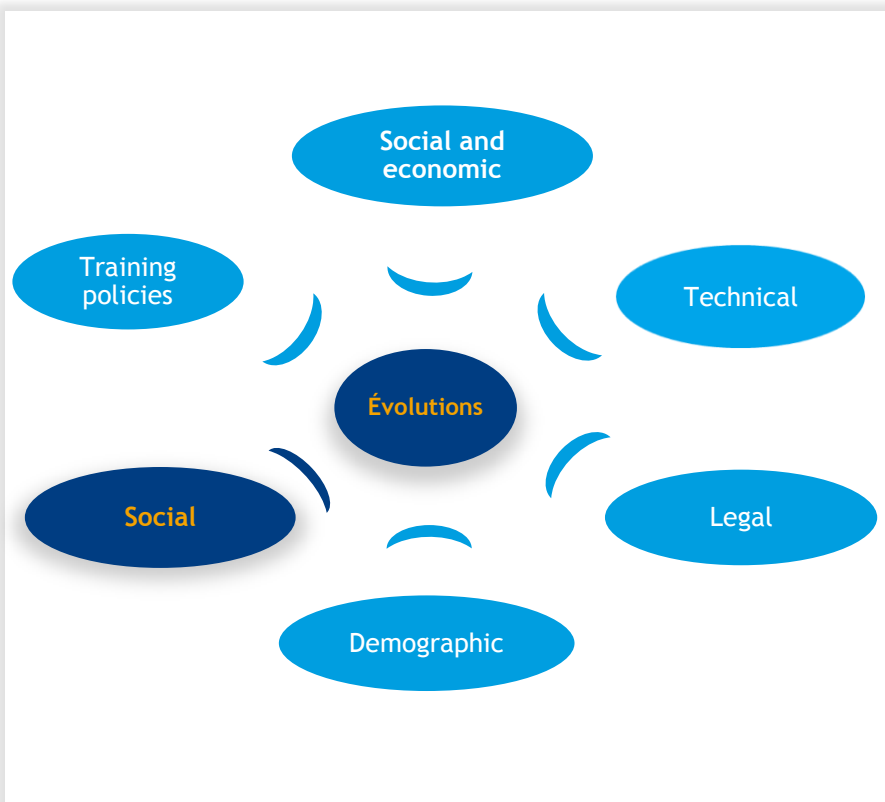 Social and
economic
Training
policies
Technical
Évolutions
Social
Legal
Demographic